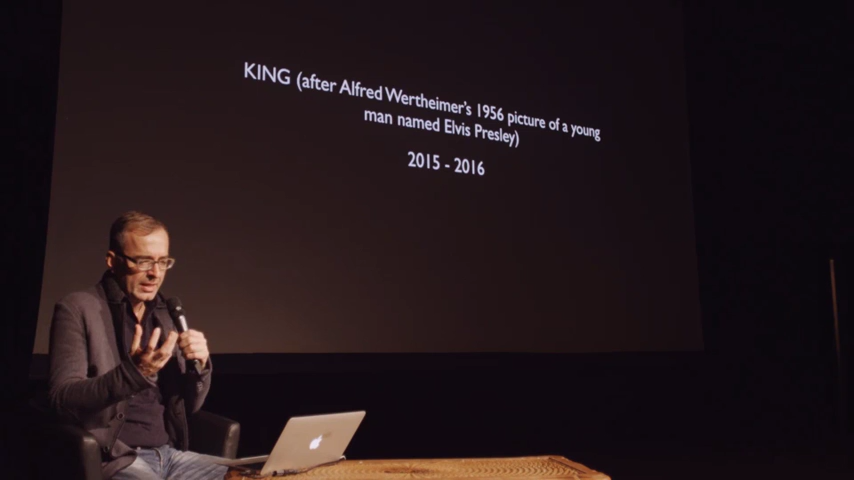 KING (after Alfred Wertheimer's 1956 picture of a young
man named Elvis Presley)
2015 - 2016